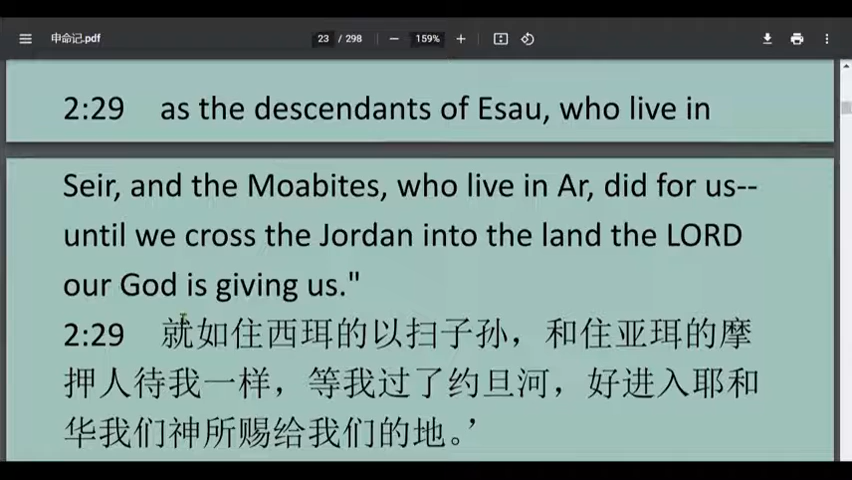 申命记.pdf
23 / 298
159%
2:29 as the descendants of Esau, who live in
Seir, and the Moabites, who live in Ar, did for us--
until we cross the Jordan into the land the LORD
our God is giving us."
2:29 就如住西珥的以扫子孙，和住亚珥的摩
押人待我一样，等我过了约旦河，好进入耶和
华我们神所赐给我们的地。’